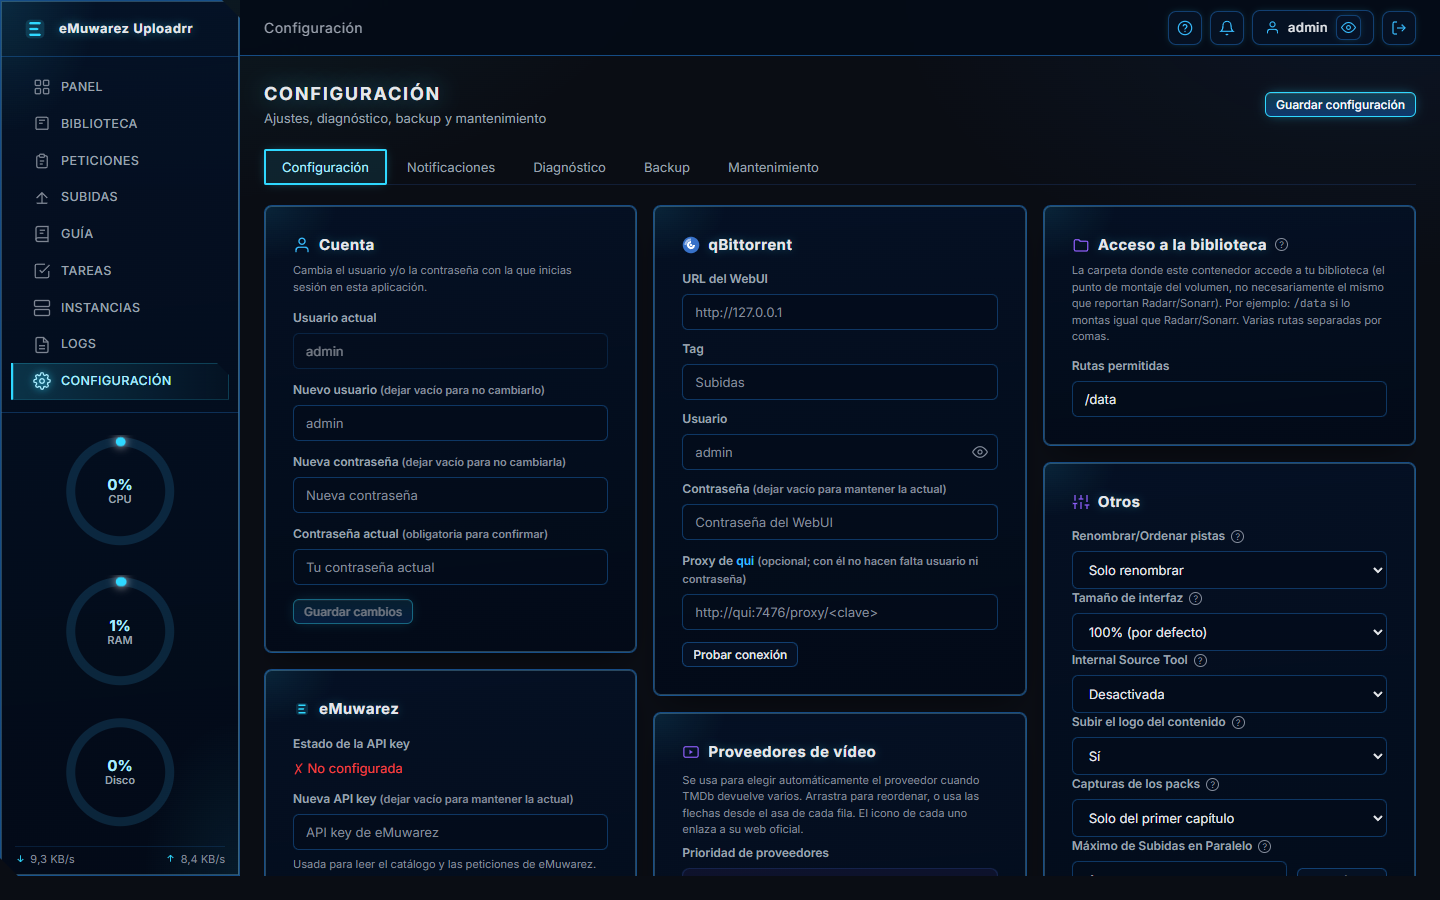 eMuwarez Uploadrr
PANEL
BIBLIOTECA
PETICIONES
SUBIDAS
GUÍA
TAREAS
INSTANCIAS
LOGS
CONFIGURACIÓN
0%
CPU
1%
RAM
0%
Disco
9,3 KB/s
8,4 KB/s
Configuración
admin
CONFIGURACIÓN
Ajustes, diagnóstico, backup y mantenimiento
Guardar configuración
Configuración
Notificaciones
Diagnóstico
Backup
Mantenimiento
Cuenta
Cambia el usuario y/o la contraseña con la que inicias
sesión en esta aplicación.
Usuario actual
admin
Nuevo usuario (dejar vacío para no cambiarlo)
admin
Nueva contraseña (dejar vacío para no cambiarla)
Nueva contraseña
Contraseña actual (obligatoria para confirmar)
Tu contraseña actual
Guardar cambios
eMuwarez
Estado de la API key
✗ No configurada
Nueva API key (dejar vacío para mantener la actual)
API key de eMuwarez
Usada para leer el catálogo y las peticiones de eMuwarez.
qBittorrent
URL del WebUI
http://127.0.0.1
Tag
Subidas
Usuario
admin
Contraseña (dejar vacío para mantener la actual)
Contraseña del WebUI
Proxy de qui (opcional; con él no hacen falta usuario ni
contraseña)
http://qui:7476/proxy/<clave>
Probar conexión
Proveedores de vídeo
Se usa para elegir automáticamente el proveedor cuando
TMDb devuelve varios. Arrastra para reordenar, o usa las
flechas desde el asa de cada fila. El icono de cada uno
enlaza a su web oficial.
Prioridad de proveedores
Acceso a la biblioteca
La carpeta donde este contenedor accede a tu biblioteca (el
punto de montaje del volumen, no necesariamente el mismo
que reportan Radarr/Sonarr). Por ejemplo: /data si lo
montas igual que Radarr/Sonarr. Varias rutas separadas por
comas.
Rutas permitidas
/data
Otros
Renombrar/Ordenar pistas
Solo renombrar
Tamaño de interfaz
100% (por defecto)
Internal Source Tool
Desactivada
Subir el logo del contenido
Sí
Capturas de los packs
Solo del primer capítulo
Máximo de Subidas en Paralelo